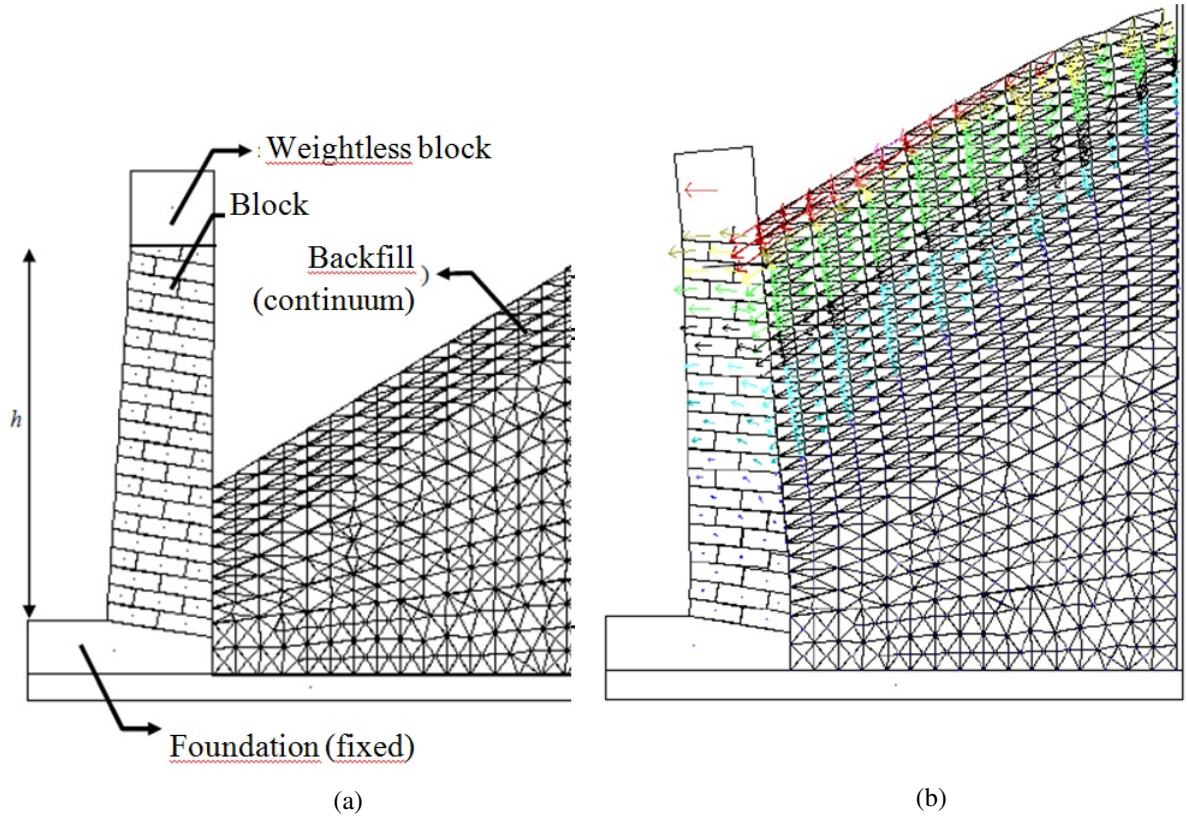 : Weightless block
Block
Backfill )
(continuum)
h
Foundation (fixed)
(a)
(b)